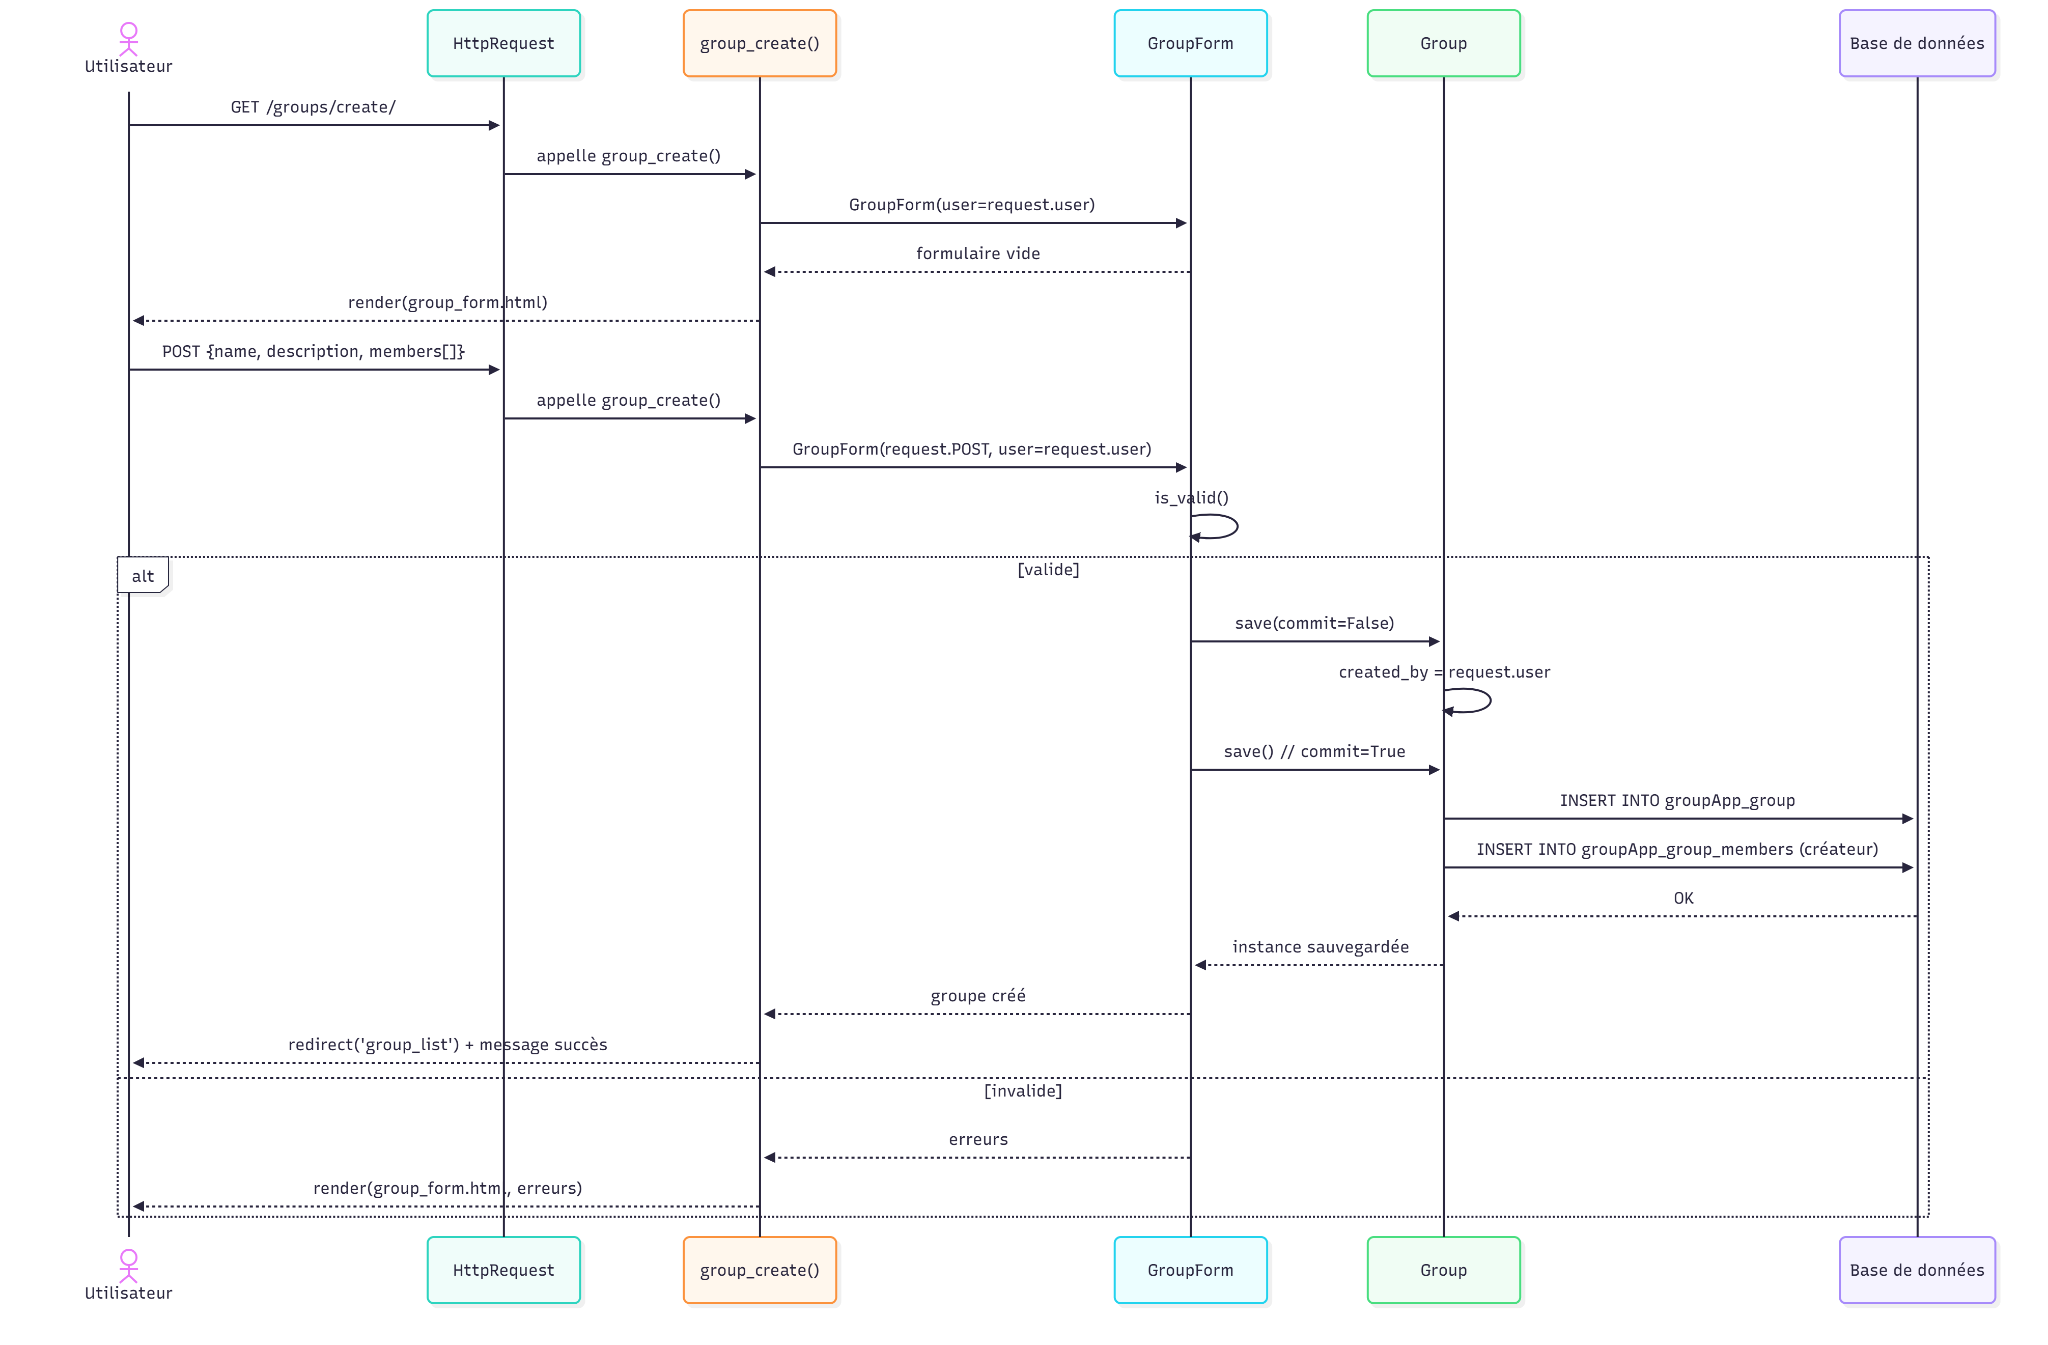 Utilisateur
HttpRequest
group_create()
GroupForm
Group
Base de données
GET /groups/create/
appelle group_create()
GroupForm(user=request.user)
formulaire vide
render(group_form.html)
POST {name, description, members[]}
appelle group_create()
GroupForm(request.POST, user=request.user)
is_valid()
alt
[valide]
save(commit=False)
created_by = request.user
save() // commit=True
INSERT INTO groupApp_group
INSERT INTO groupApp_group_members (créateur)
OK
instance sauvegardée
groupe créé
redirect('group_list') + message succès
[invalide]
erreurs
render(group_form.html, erreurs)
Utilisateur
HttpRequest
group_create()
GroupForm
Group
Base de données